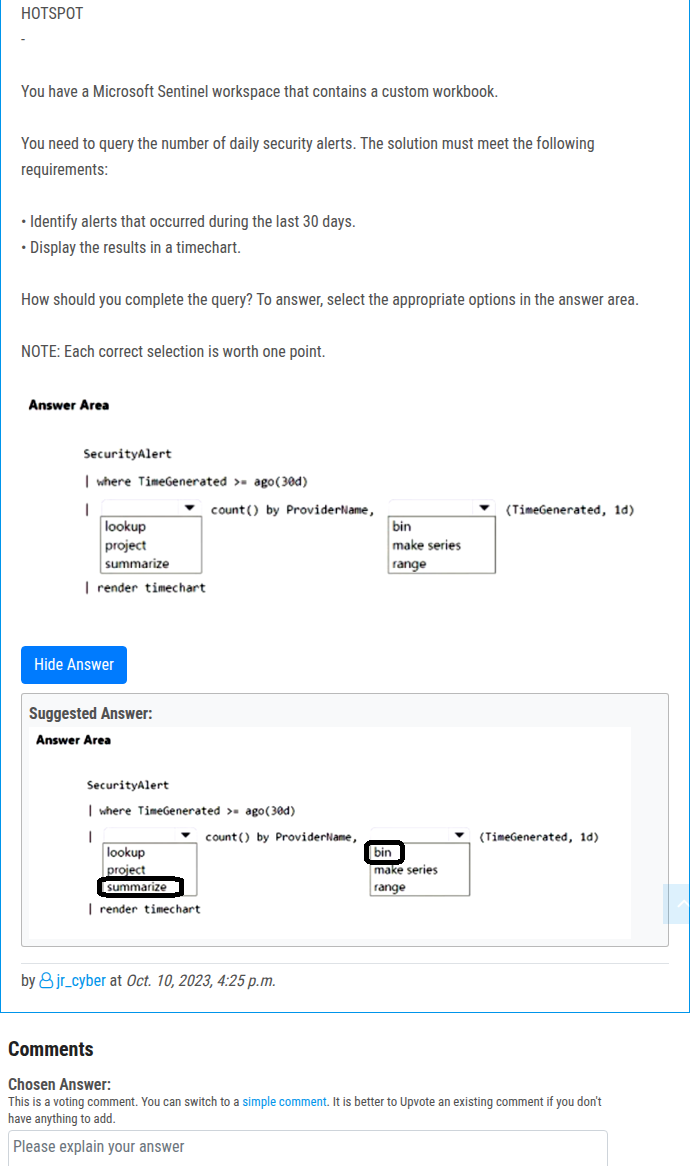 HOTSPOT
-
You have a Microsoft Sentinel workspace that contains a custom workbook.
You need to query the number of daily security alerts. The solution must meet the following
requirements:
• Identify alerts that occurred during the last 30 days.
• Display the results in a timechart.
How should you complete the query? To answer, select the appropriate options in the answer area.
NOTE: Each correct selection is worth one point.
Answer Area
SecurityAlert
| where TimeGenerated >= ago(30d)
| count() by ProviderName, (TimeGenerated, 1d)
lookup bin
project make series
summarize range
| render timechart
Hide Answer
Suggested Answer:
Answer Area
SecurityAlert
| where TimeGenerated >= ago(30d)
| count() by ProviderName, (TimeGenerated, 1d)
lookup bin
project make series
summarize range
| render timechart
by jr_cyber at Oct. 10, 2023, 4:25 p.m.
Comments
Chosen Answer:
This is a voting comment. You can switch to a simple comment. It is better to Upvote an existing comment if you don't
have anything to add.
Please explain your answer